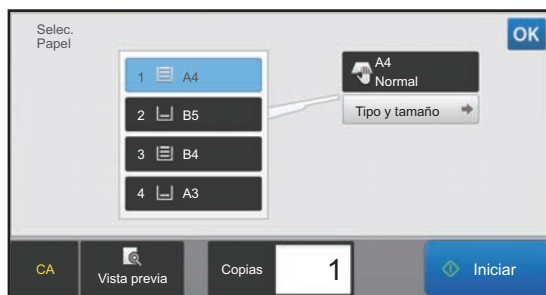 Selec.
Papel
OK
1 A4
2 B5
3 B4
4 A3
A4
Normal
Tipo y tamaño
CA
Vista previa
Copias
1
Iniciar